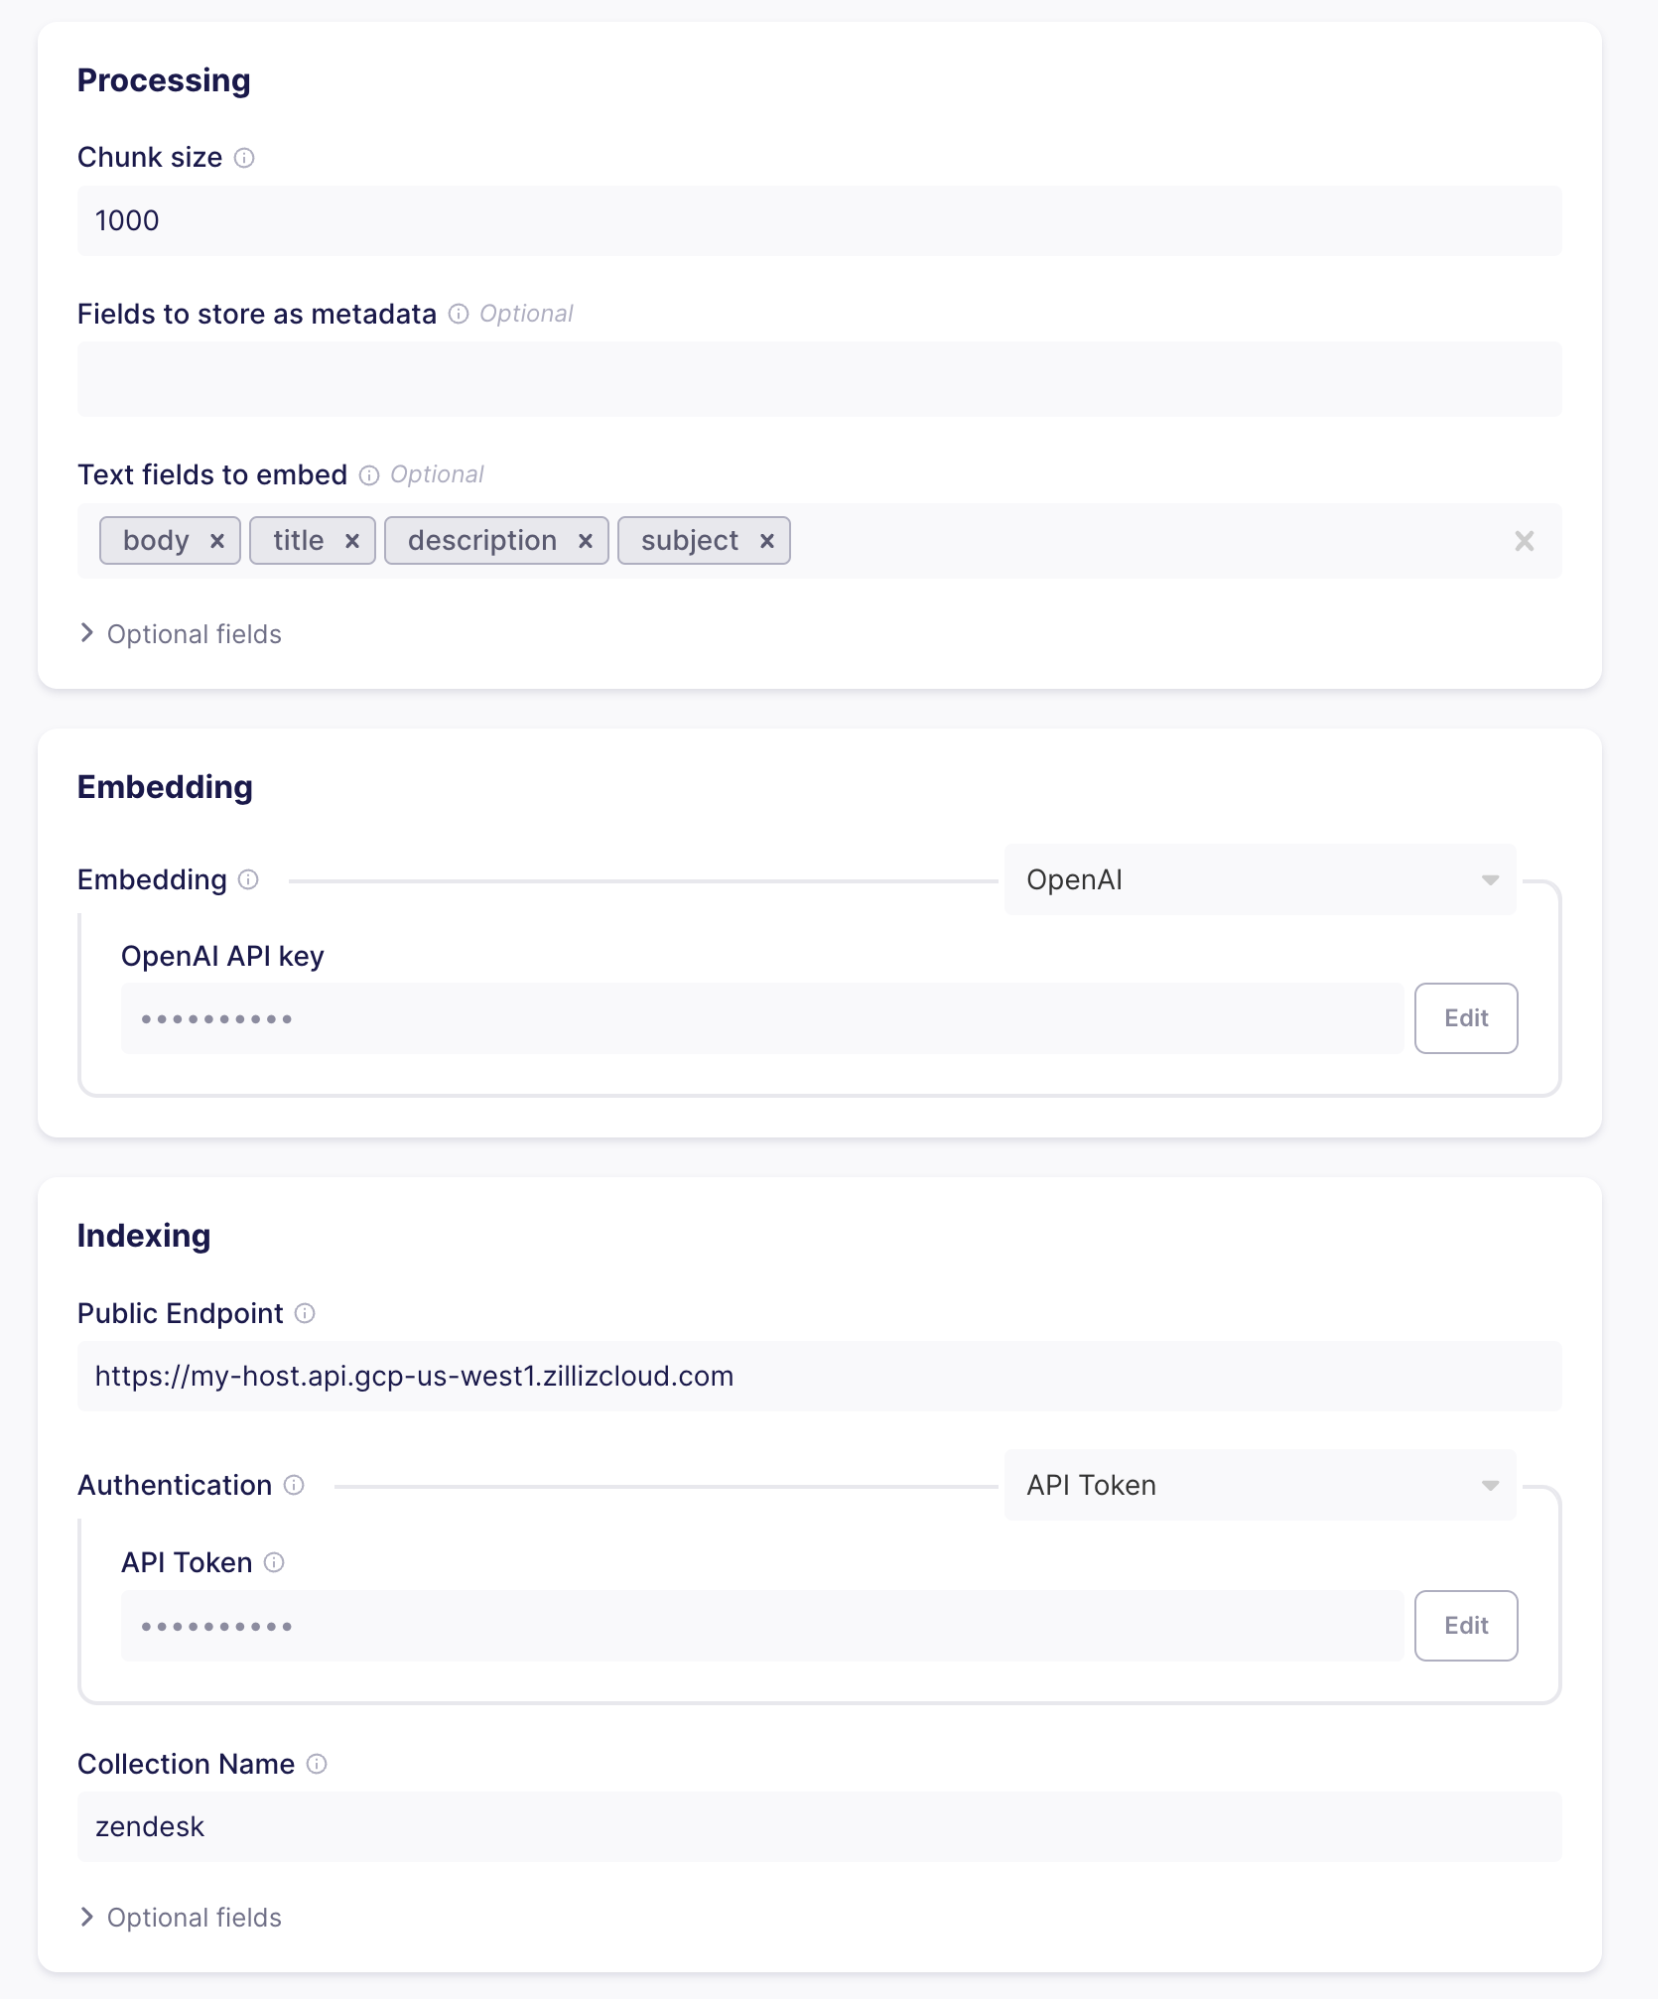 Processing
Chunk size
1000
Fields to store as metadata Optional
Text fields to embed Optional
body title description subject
Optional fields
Embedding
Embedding OpenAI
OpenAI API key
••••••••••
Edit
Indexing
Public Endpoint
https://my-host.api.gcp-us-west1.zillizcloud.com
Authentication API Token
API Token
••••••••••
Edit
Collection Name
zendesk
Optional fields